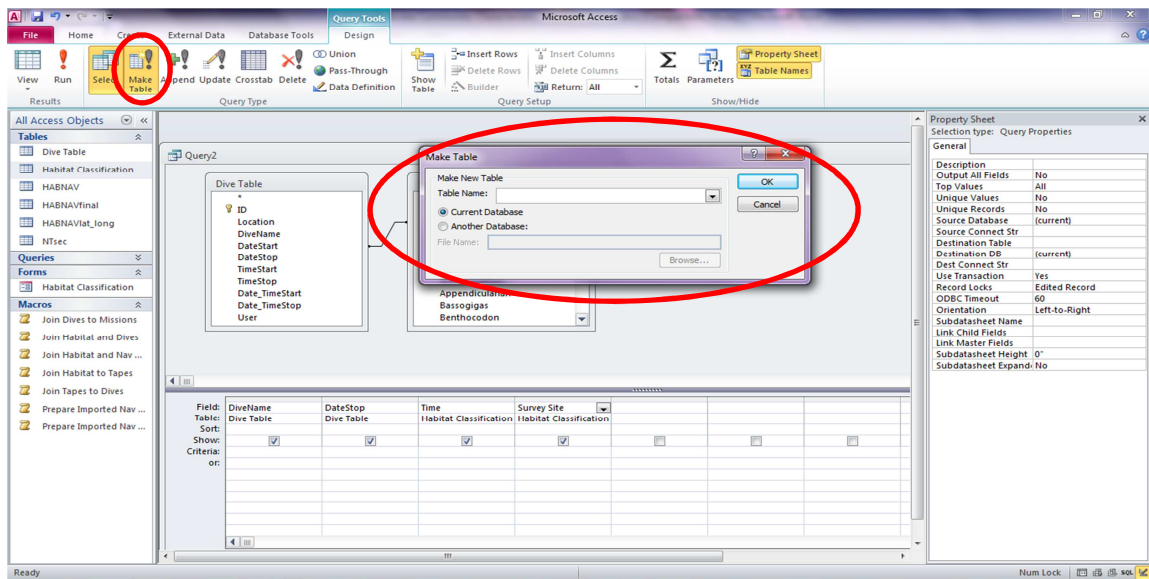 Query Tools
Microsoft Access
File Home External Data Database Tools Design
View
Run
Select
Make Table
Append
Update
Crosstab
Delete
Union
Pass-Through
Data Definition
Show Table
Insert Rows
Delete Rows
Builder
Insert Columns
Delete Columns
Return: All
Totals
Parameters
Property Sheet
Table Names
Results Query Type Query Setup Show/Hide
All Access Objects
Tables
Dive Table
Habitat Classification
HABNAV
HABNAVfinal
HABNAVlat_long
NTsec
Queries
Forms
Habitat Classification
Macros
Join Dives to Missions
Join Habitat and Dives
Join Habitat and Nav ...
Join Habitat to Tapes
Join Tapes to Dives
Prepare Imported Nav ...
Prepare Imported Nav ...
Query2
Dive Table
*
ID
Location
DiveName
DateStart
DateStop
TimeStart
TimeStop
Date_TimeStart
Date_TimeStop
User
Appendicularian
Bassogigas
Benthocodon
Make Table
Make New Table
Table Name:
Current Database
Another Database:
File Name:
Browse...
OK
Cancel
Field: DiveName DateStop Time Survey Site
Table: Dive Table Dive Table Habitat Classification Habitat Classification
Sort:
Show:
Criteria:
or:
Property Sheet
Selection type: Query Properties
General
Description
Output All Fields No
Top Values All
Unique Values No
Unique Records No
Source Database (current)
Source Connect Str
Destination Table
Destination DB (current)
Dest Connect Str
Use Transaction Yes
Record Locks Edited Record
ODBC Timeout 60
Orientation Left-to-Right
Subdatasheet Name
Link Child Fields
Link Master Fields
Subdatasheet Height 0"
Subdatasheet Expand No
Ready
Num Lock
SQL